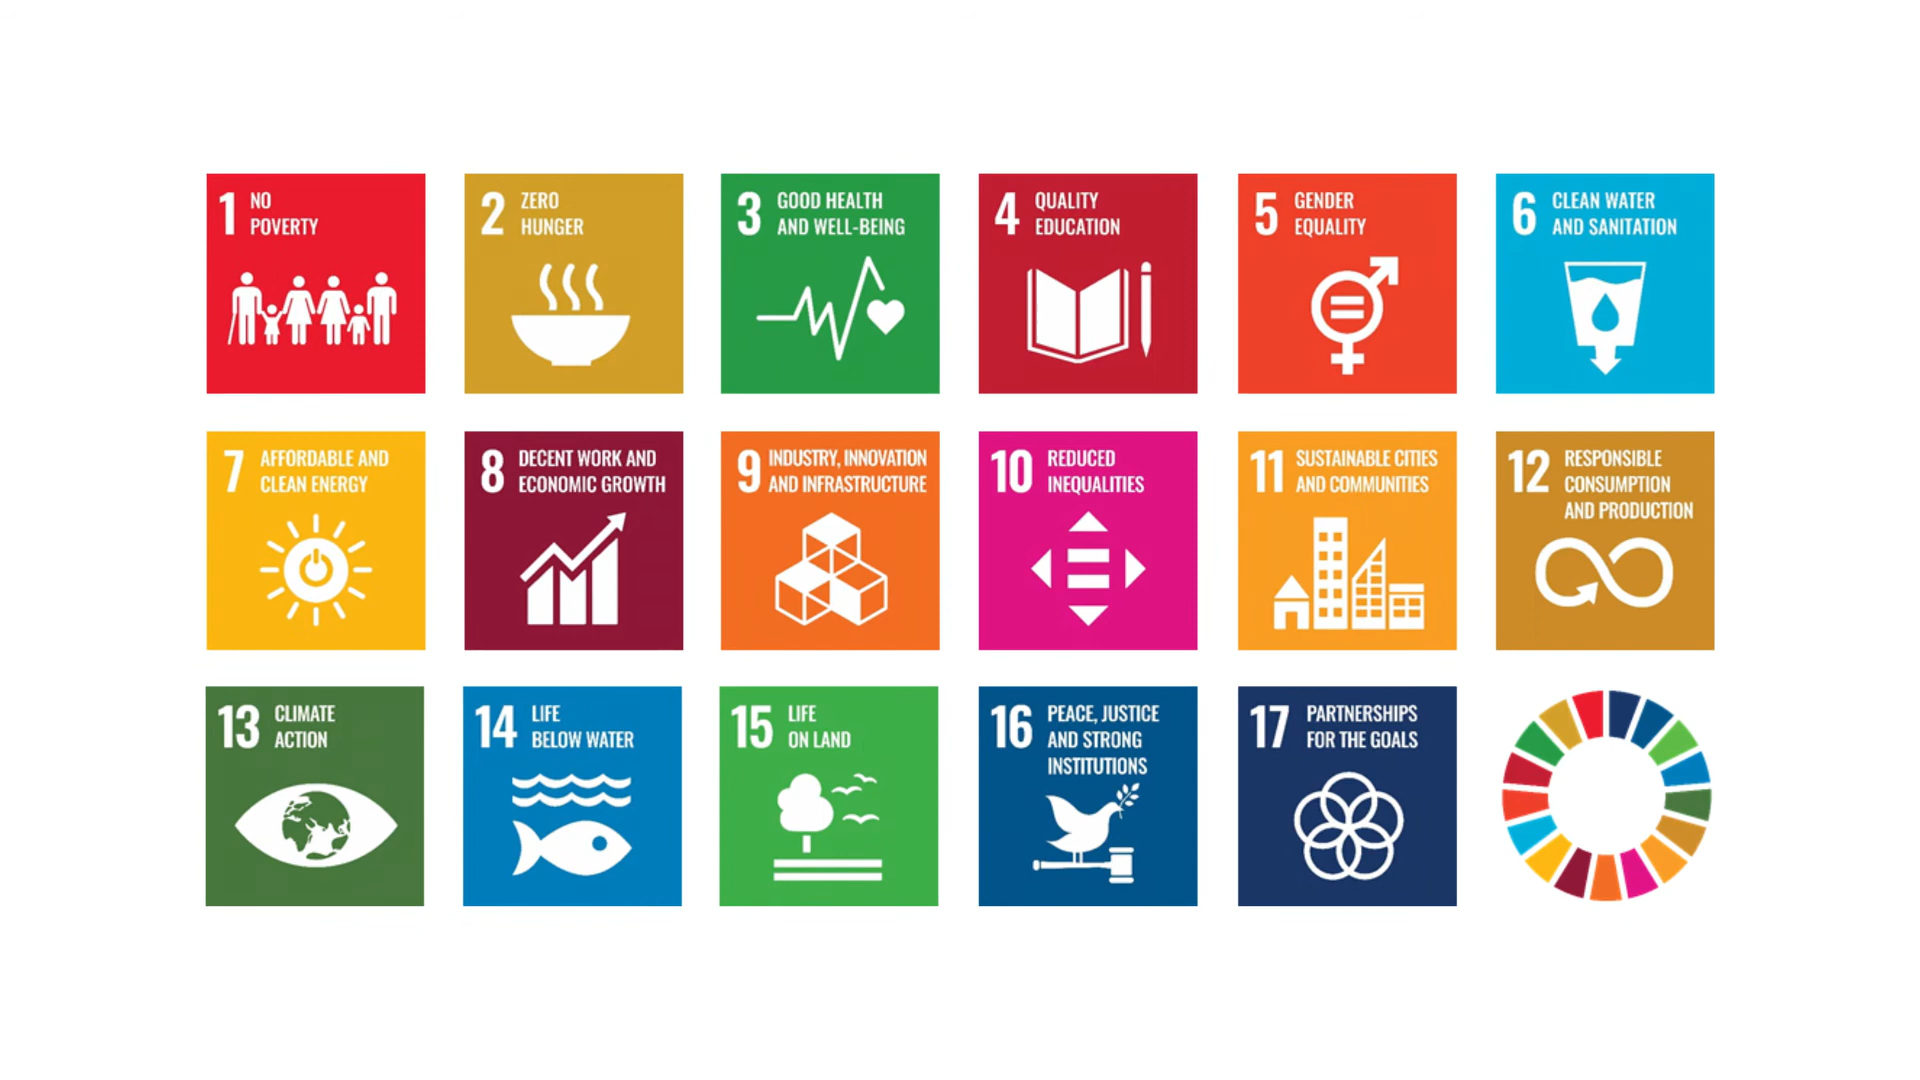 1 NO
POVERTY
2 ZERO
HUNGER
3 GOOD HEALTH
AND WELL-BEING
4 QUALITY
EDUCATION
5 GENDER
EQUALITY
6 CLEAN WATER
AND SANITATION
7 AFFORDABLE AND
CLEAN ENERGY
8 DECENT WORK AND
ECONOMIC GROWTH
9 INDUSTRY, INNOVATION
AND INFRASTRUCTURE
10 REDUCED
INEQUALITIES
11 SUSTAINABLE CITIES
AND COMMUNITIES
12 RESPONSIBLE
CONSUMPTION
AND PRODUCTION
13 CLIMATE
ACTION
14 LIFE
BELOW WATER
15 LIFE
ON LAND
16 PEACE, JUSTICE
AND STRONG
INSTITUTIONS
17 PARTNERSHIPS
FOR THE GOALS